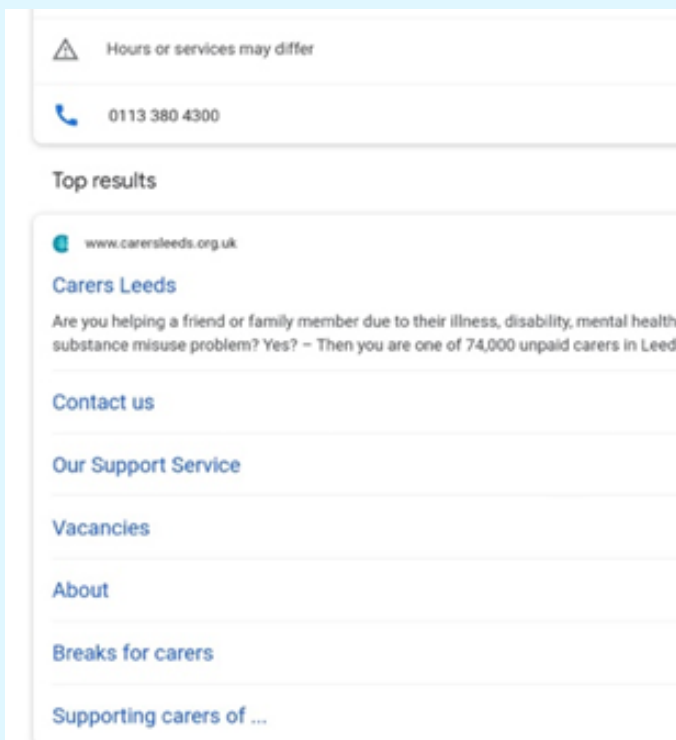 Hours or services may differ
0113 380 4300
Top results
www.carersleeds.org.uk
Carers Leeds
Are you helping a friend or family member due to their illness, disability, mental health
substance misuse problem? Yes? – Then you are one of 74,000 unpaid carers in Leed
Contact us
Our Support Service
Vacancies
About
Breaks for carers
Supporting carers of ...